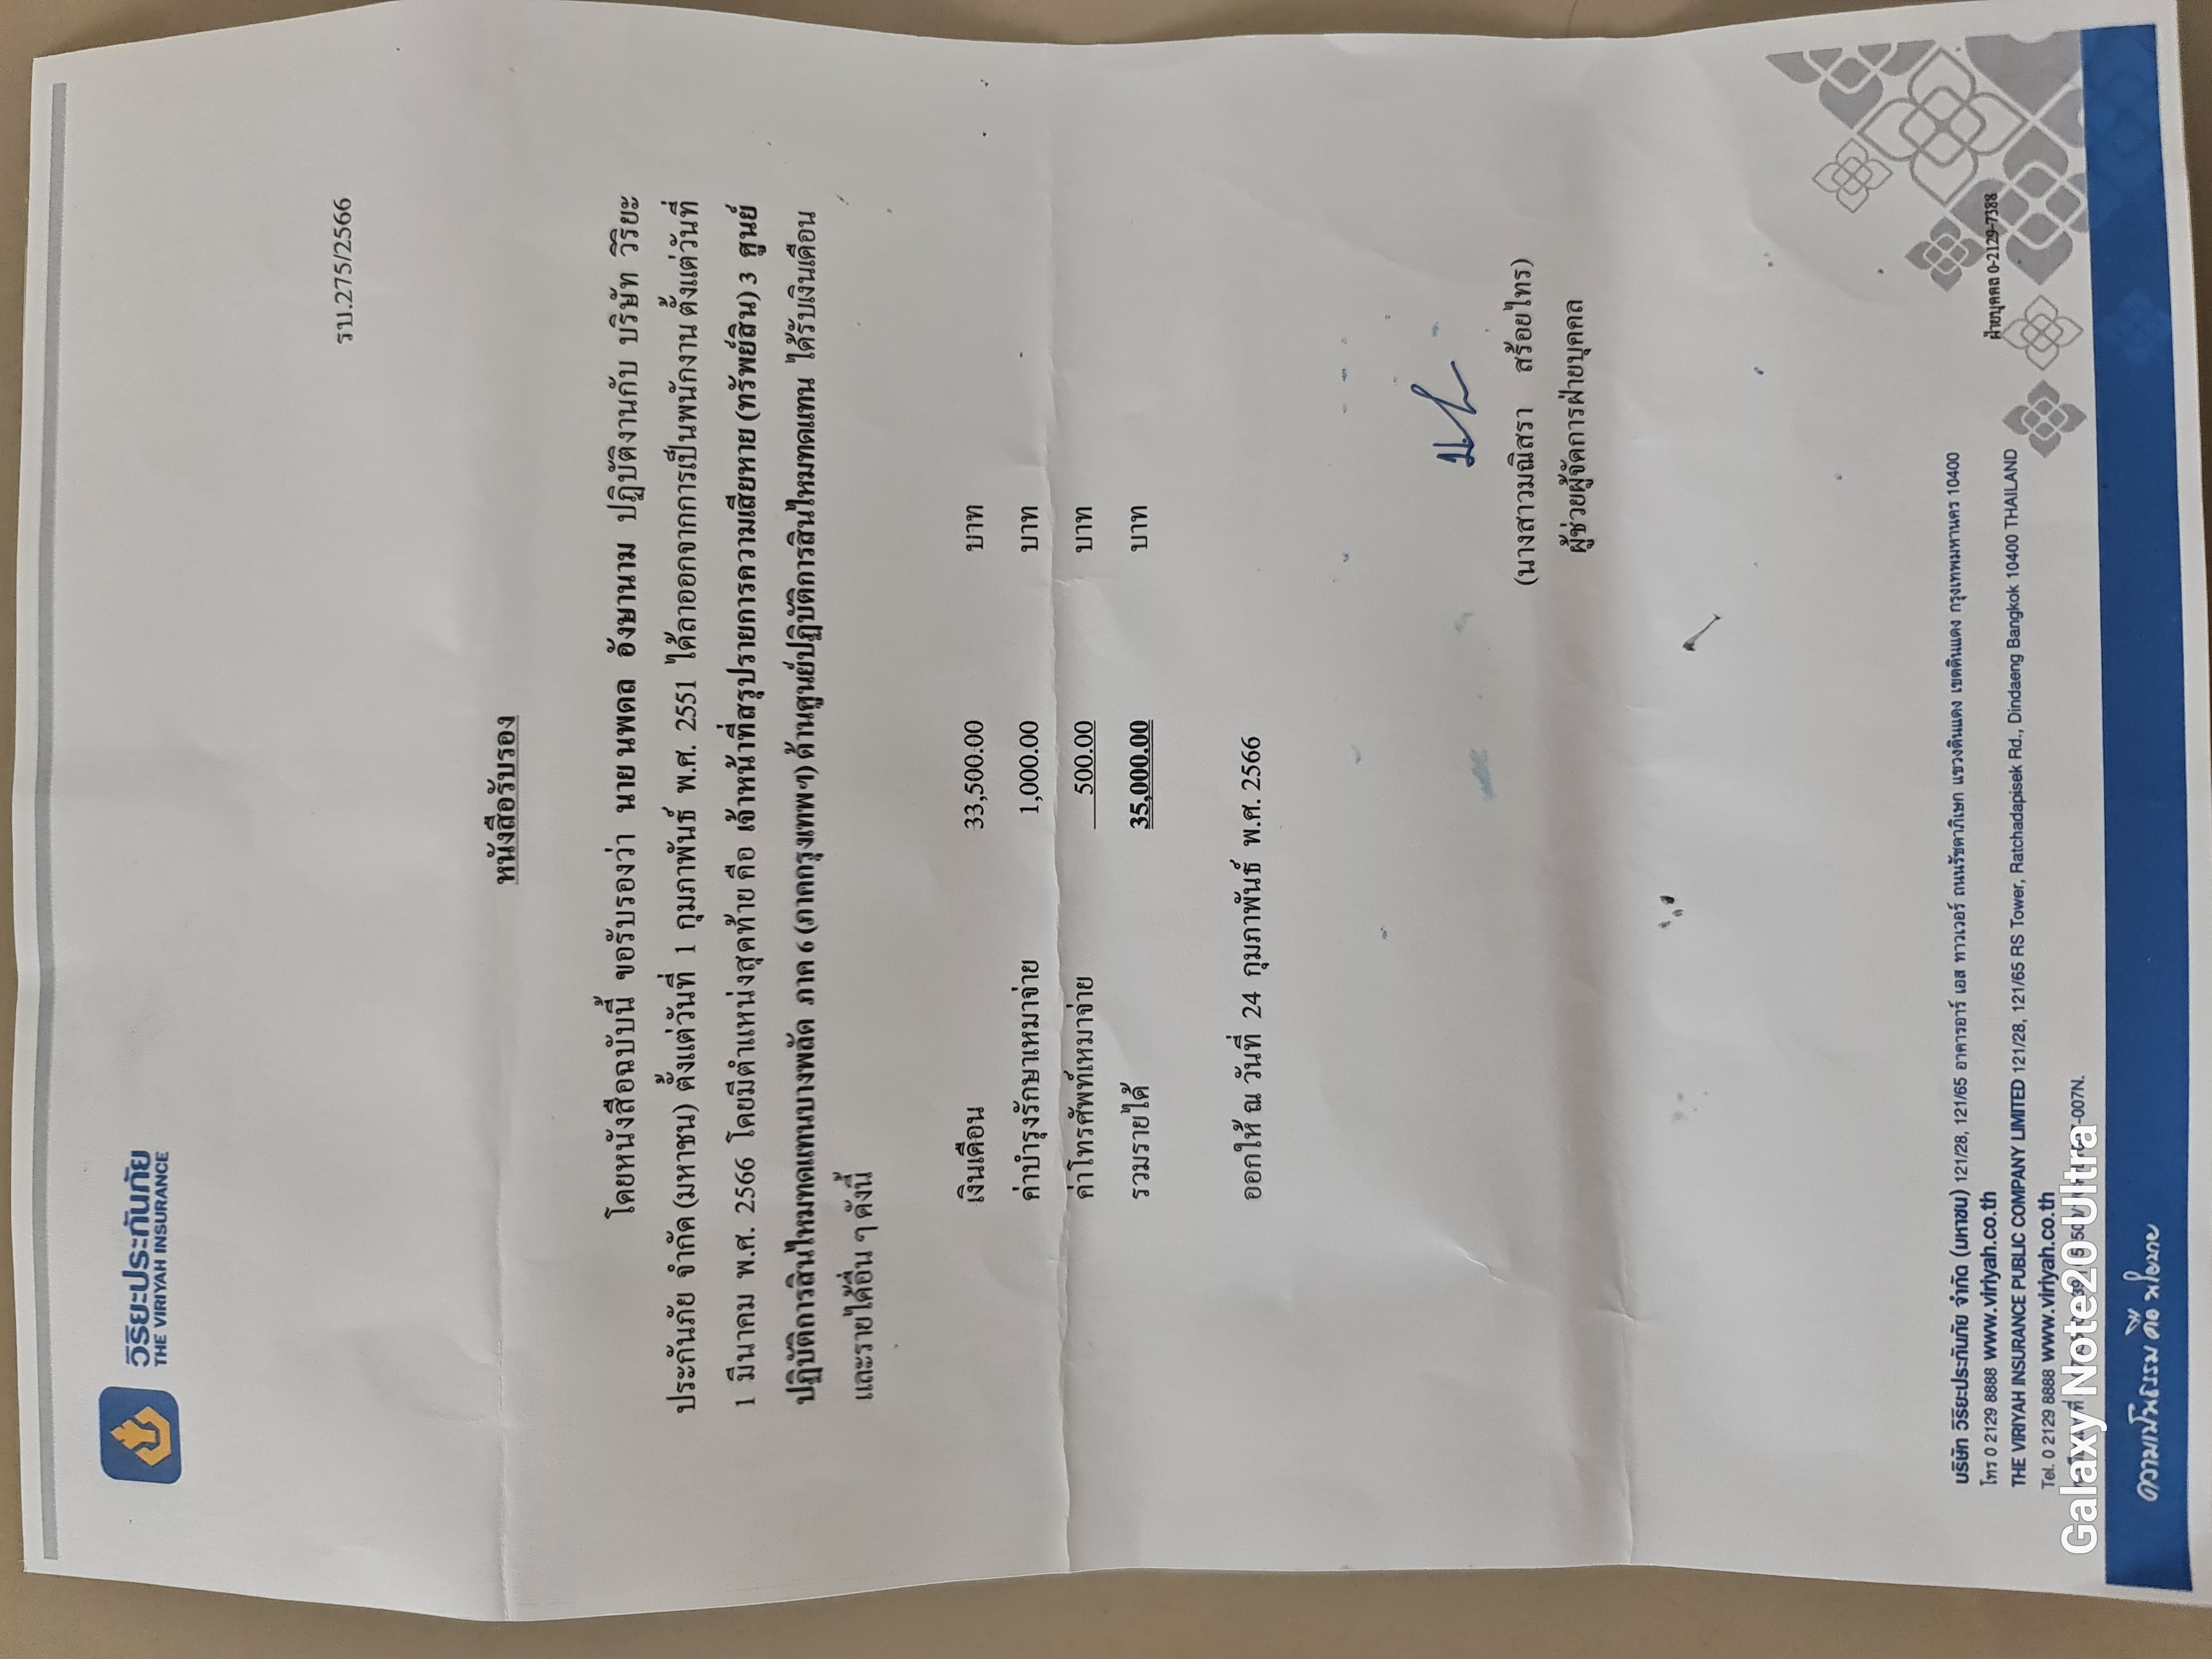 วิริยะประกันภัย
THE VIRIYAH INSURANCE
รบ.275/2566
หนังสือรับรอง
โดยหนังสือฉบับนี้ ขอรับรองว่า นาย นพดล อังษานาม ปฏิบัติงานกับ บริษัท วิริยะ
ประกันภัย จำกัด (มหาชน) ตั้งแต่วันที่ 1 กุมภาพันธ์ พ.ศ. 2551 ได้ลาออกจากการเป็นพนักงาน ตั้งแต่วันที่
1 มีนาคม พ.ศ. 2566 โดยมีตำแหน่งสุดท้าย คือ เจ้าหน้าที่สรุปรายการความเสียหาย (ทรัพย์สิน) 3 ศูนย์
ปฏิบัติการสินไหมทดแทนบางพลัด ภาค 6 (ภาคกรุงเทพฯ) ด้านศูนย์ปฏิบัติการสินไหมทดแทน ได้รับเงินเดือน
และรายได้อื่น ๆ ดังนี้
เงินเดือน 33,500.00 บาท
ค่าบำรุงรักษาเหมาจ่าย 1,000.00 บาท
ค่าโทรศัพท์เหมาจ่าย 500.00 บาท
รวมรายได้ 35,000.00 บาท
ออกให้ ณ วันที่ 24 กุมภาพันธ์ พ.ศ. 2566
(นางสาวมณิสรา สร้อยไทร)
ผู้ช่วยผู้จัดการฝ่ายบุคคล
ฝ่ายบุคคล 0-2129-7388
บริษัท วิริยะประกันภัย จำกัด (มหาชน) 121/28, 121/65 อาคารอาร์ เอส ทาวเวอร์ ถนนรัชดาภิเษก แขวงดินแดง เขตดินแดง กรุงเทพมหานคร 10400
โทร 0 2129 8888 www.viriyah.co.th
THE VIRIYAH INSURANCE PUBLIC COMPANY LIMITED 121/28, 121/65 RS Tower, Ratchadapisek Rd., Dindaeng Bangkok 10400 THAILAND
Tel. 0 2129 8888 www.viriyah.co.th
-007N.
Galaxy Note20 Ultra
ความเป็นธรรม คือ นโยบาย